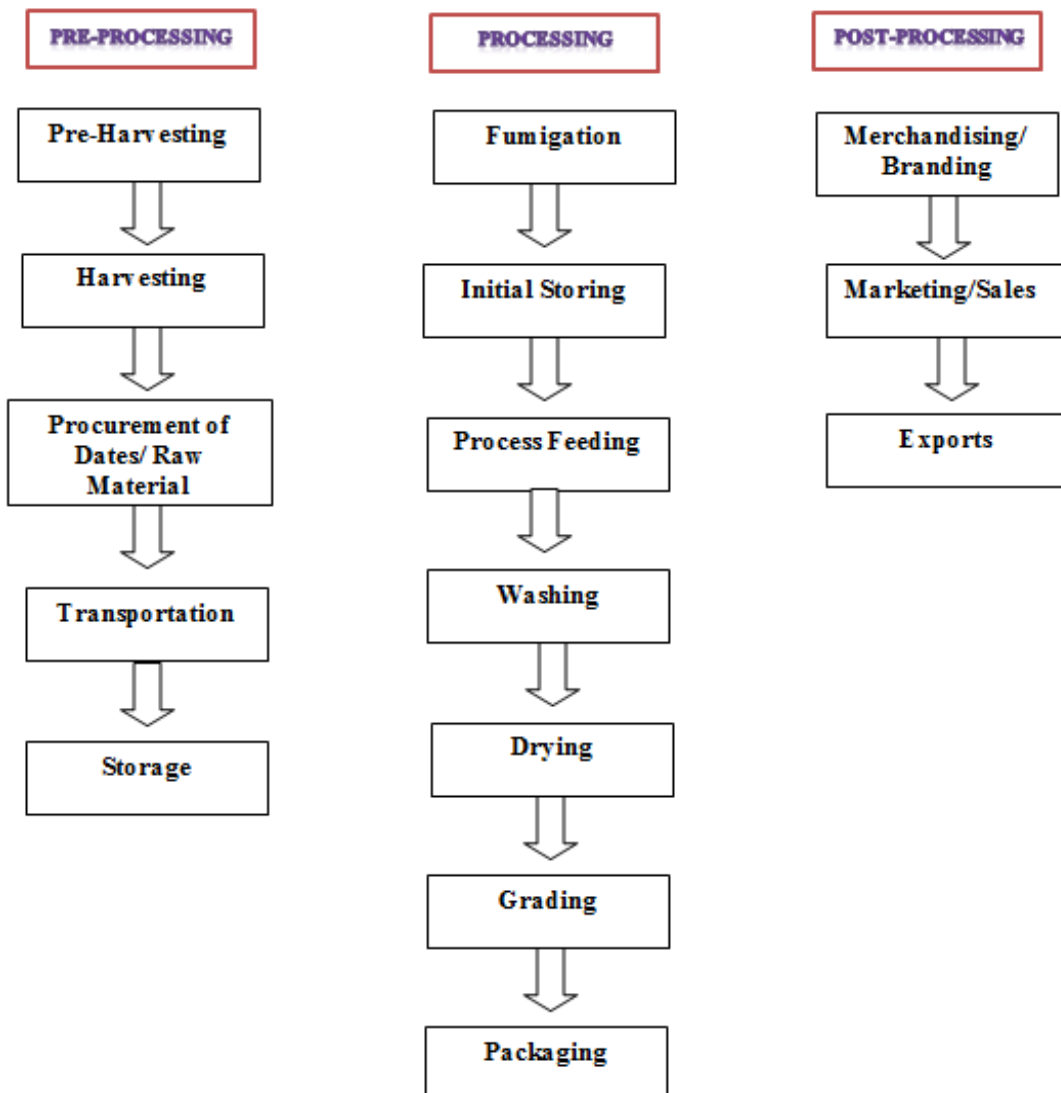 PRE-PROCESSING
Pre-Harvesting
Harvesting
Procurement of
Dates/ Raw
Material
Transportation
Storage
PROCESSING
Fumigation
Initial Storing
Process Feeding
Washing
Drying
Grading
Packaging
POST-PROCESSING
Merchandising/
Branding
Marketing/Sales
Exports